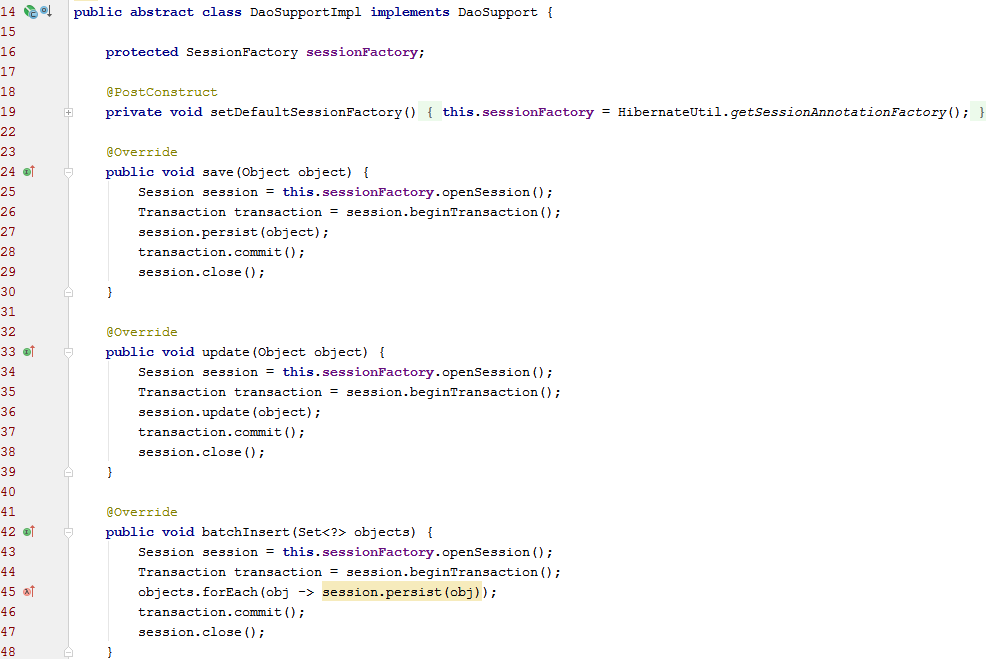 14 public abstract class DaoSupportImpl implements DaoSupport {
15
16     protected SessionFactory sessionFactory;
17
18     @PostConstruct
19     private void setDefaultSessionFactory() { this.sessionFactory = HibernateUtil.getSessionAnnotationFactory(); }
22
23     @Override
24     public void save(Object object) {
25         Session session = this.sessionFactory.openSession();
26         Transaction transaction = session.beginTransaction();
27         session.persist(object);
28         transaction.commit();
29         session.close();
30     }
31
32     @Override
33     public void update(Object object) {
34         Session session = this.sessionFactory.openSession();
35         Transaction transaction = session.beginTransaction();
36         session.update(object);
37         transaction.commit();
38         session.close();
39     }
40
41     @Override
42     public void batchInsert(Set<?> objects) {
43         Session session = this.sessionFactory.openSession();
44         Transaction transaction = session.beginTransaction();
45         objects.forEach(obj -> session.persist(obj));
46         transaction.commit();
47         session.close();
48     }